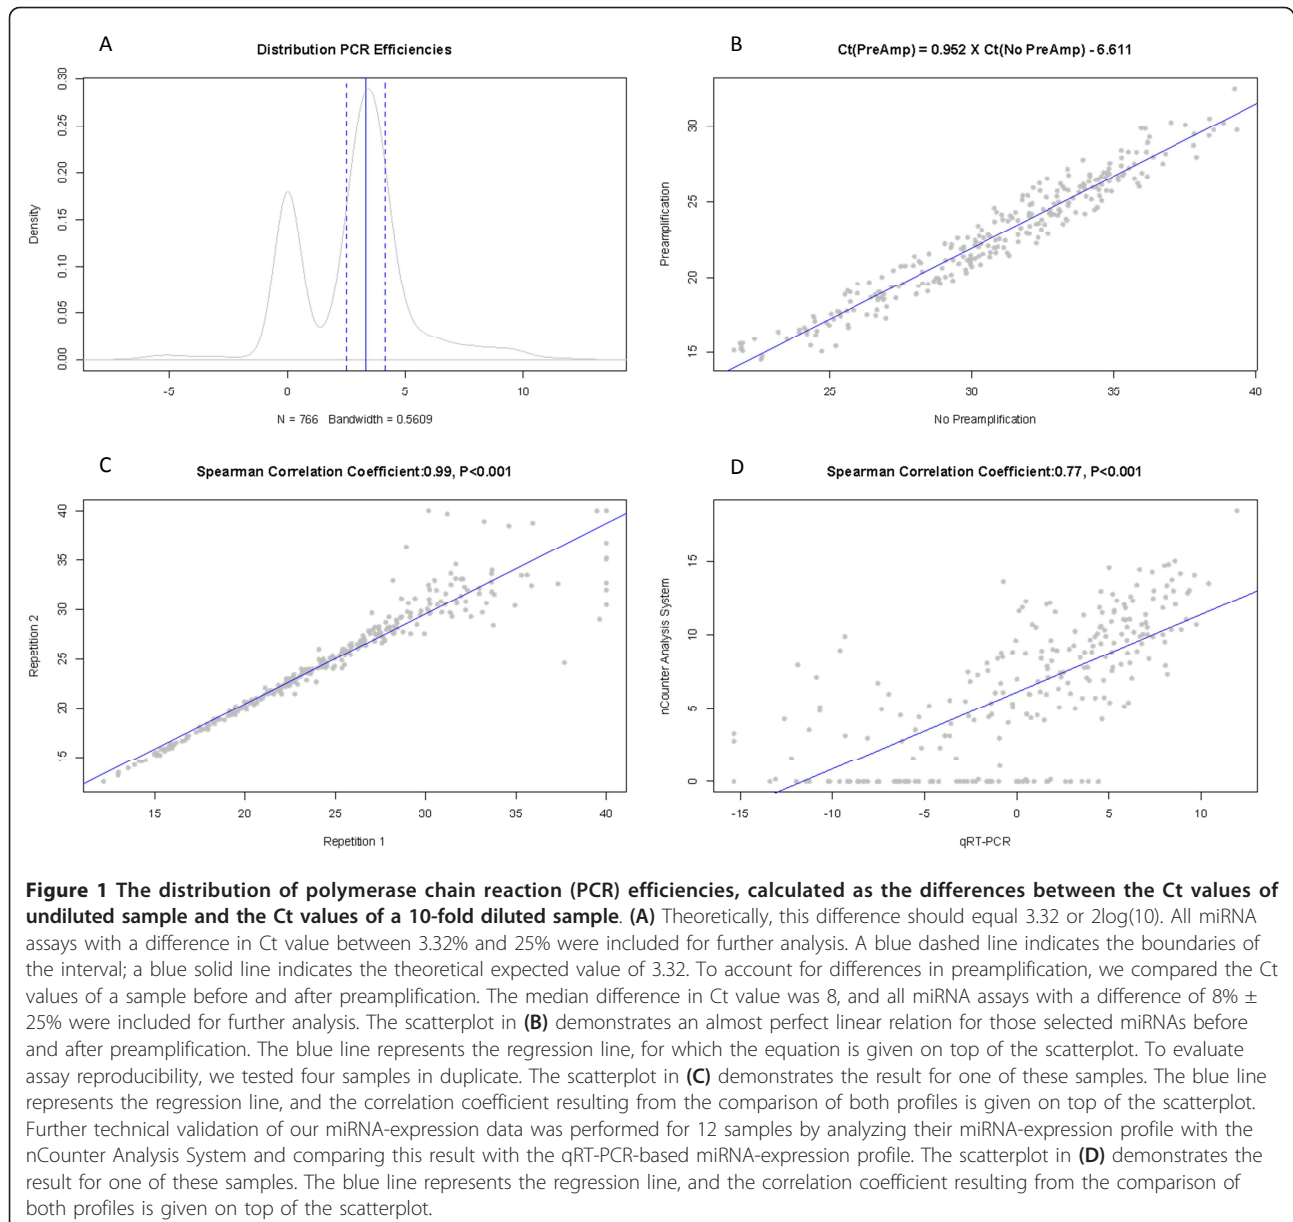 A
Distribution PCR Efficiencies
Density
0.00
0.05
0.10
0.15
0.20
0.25
0.30
-5
0
5
10
N = 766   Bandwidth = 0.5609
B
Ct(PreAmp) = 0.952 X Ct(No PreAmp) - 6.611
Preamplification
15
20
25
30
25
30
35
40
No Preamplification
C
Spearman Correlation Coefficient:0.99, P<0.001
Repetition 2
15
20
25
30
35
40
15
20
25
30
35
40
Repetition 1
D
Spearman Correlation Coefficient:0.77, P<0.001
nCounter Analysis System
0
5
10
15
-15
-10
-5
0
5
10
qRT-PCR
Figure 1 The distribution of polymerase chain reaction (PCR) efficiencies, calculated as the differences between the Ct values of
undiluted sample and the Ct values of a 10-fold diluted sample. (A) Theoretically, this difference should equal 3.32 or 2log(10). All miRNA
assays with a difference in Ct value between 3.32% and 25% were included for further analysis. A blue dashed line indicates the boundaries of
the interval; a blue solid line indicates the theoretical expected value of 3.32. To account for differences in preamplification, we compared the Ct
values of a sample before and after preamplification. The median difference in Ct value was 8, and all miRNA assays with a difference of 8% ±
25% were included for further analysis. The scatterplot in (B) demonstrates an almost perfect linear relation for those selected miRNAs before
and after preamplification. The blue line represents the regression line, for which the equation is given on top of the scatterplot. To evaluate
assay reproducibility, we tested four samples in duplicate. The scatterplot in (C) demonstrates the result for one of these samples. The blue line
represents the regression line, and the correlation coefficient resulting from the comparison of both profiles is given on top of the scatterplot.
Further technical validation of our miRNA-expression data was performed for 12 samples by analyzing their miRNA-expression profile with the
nCounter Analysis System and comparing this result with the qRT-PCR-based miRNA-expression profile. The scatterplot in (D) demonstrates the
result for one of these samples. The blue line represents the regression line, and the correlation coefficient resulting from the comparison of
both profiles is given on top of the scatterplot.